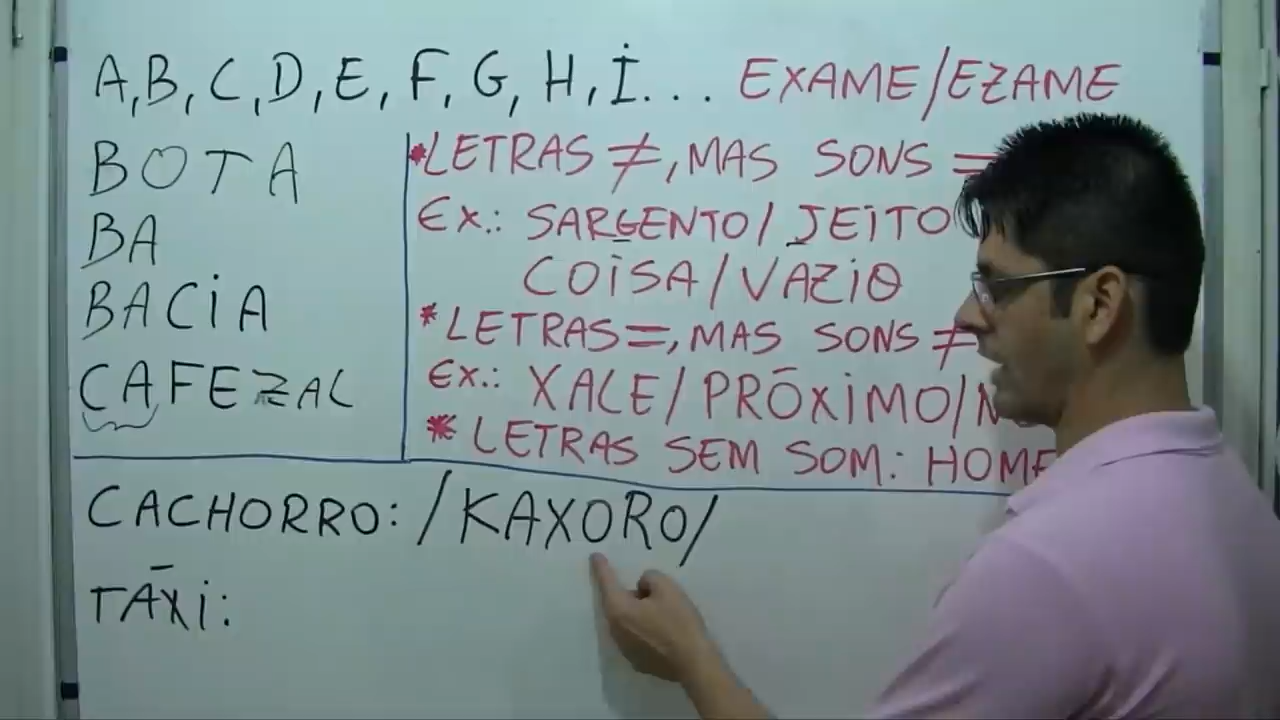 A, B, C, D, E, F, G, H, I... EXAME/EZAME
BOTA
BA
BACIA
CAFEZAL
*LETRAS ≠, MAS SONS =
EX.: SARGENTO/ JEITO
COISA/VAZIO
*LETRAS=, MAS SONS ≠
EX.: XALE/PRÓXIMO/
* LETRAS SEM SOM:
CACHORRO: /KAXORO/
TÁXI: